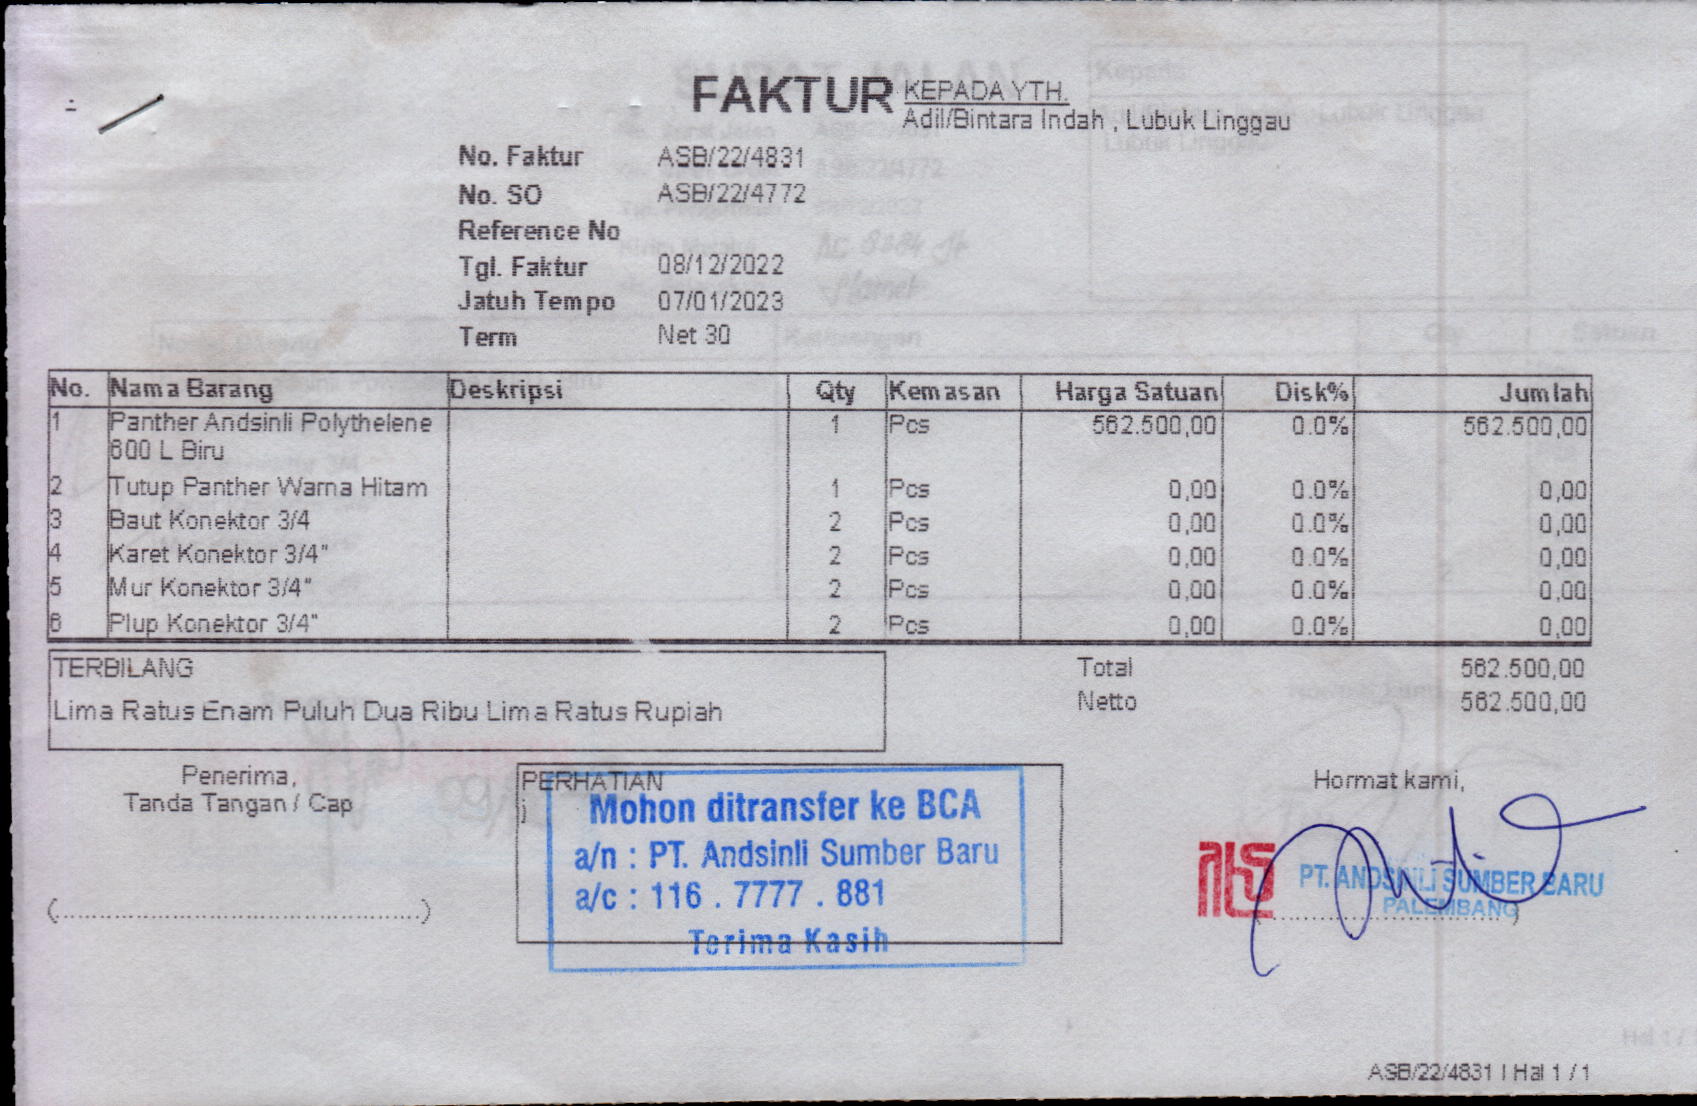 FAKTUR
KEPADA YTH.
Adil/Bintara Indah , Lubuk Linggau
No. Faktur ASB/22/4831
No. SO ASB/22/4772
Reference No
Tgl. Faktur 08/12/2022
Jatuh Tempo 07/01/2023
Term Net 30
No. Nama Barang Deskripsi Qty Kemasan Harga Satuan Disk% Jumlah
1 Panther Andsinli Polythelene 1 Pcs 562.500,00 0.0% 562.500,00
600 L Biru
2 Tutup Panther Warna Hitam 1 Pcs 0,00 0.0% 0,00
3 Baut Konektor 3/4 2 Pcs 0,00 0.0% 0,00
4 Karet Konektor 3/4" 2 Pcs 0,00 0.0% 0,00
5 Mur Konektor 3/4" 2 Pcs 0,00 0.0% 0,00
6 Plup Konektor 3/4" 2 Pcs 0,00 0.0% 0,00
TERBILANG
Lima Ratus Enam Puluh Dua Ribu Lima Ratus Rupiah
Total 562.500,00
Netto 562.500,00
Penerima,
Tanda Tangan / Cap
(............................................)
PERHATIAN
j
Mohon ditransfer ke BCA
a/n : PT. Andsinli Sumber Baru
a/c : 116 . 7777 . 881
Terima Kasih
Hormat kami,
PT. ANDSINLI SUMBER BARU
PALEMBANG
ASB/22/4831 | Hal 1 / 1